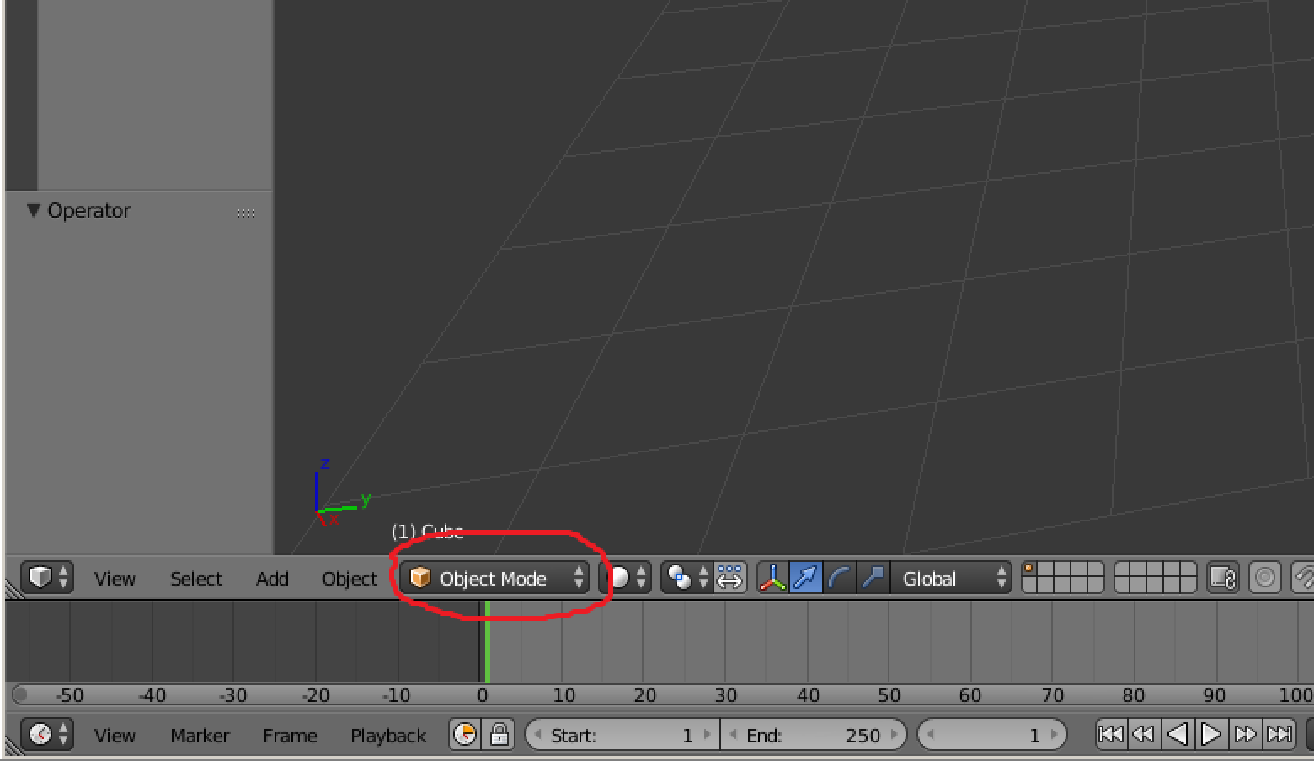 Operator
z
y
x
(1) Cube
View Select Add Object Object Mode Global
-50 -40 -30 -20 -10 0 10 20 30 40 50 60 70 80 90 100
View Marker Frame Playback Start: 1 End: 250 1